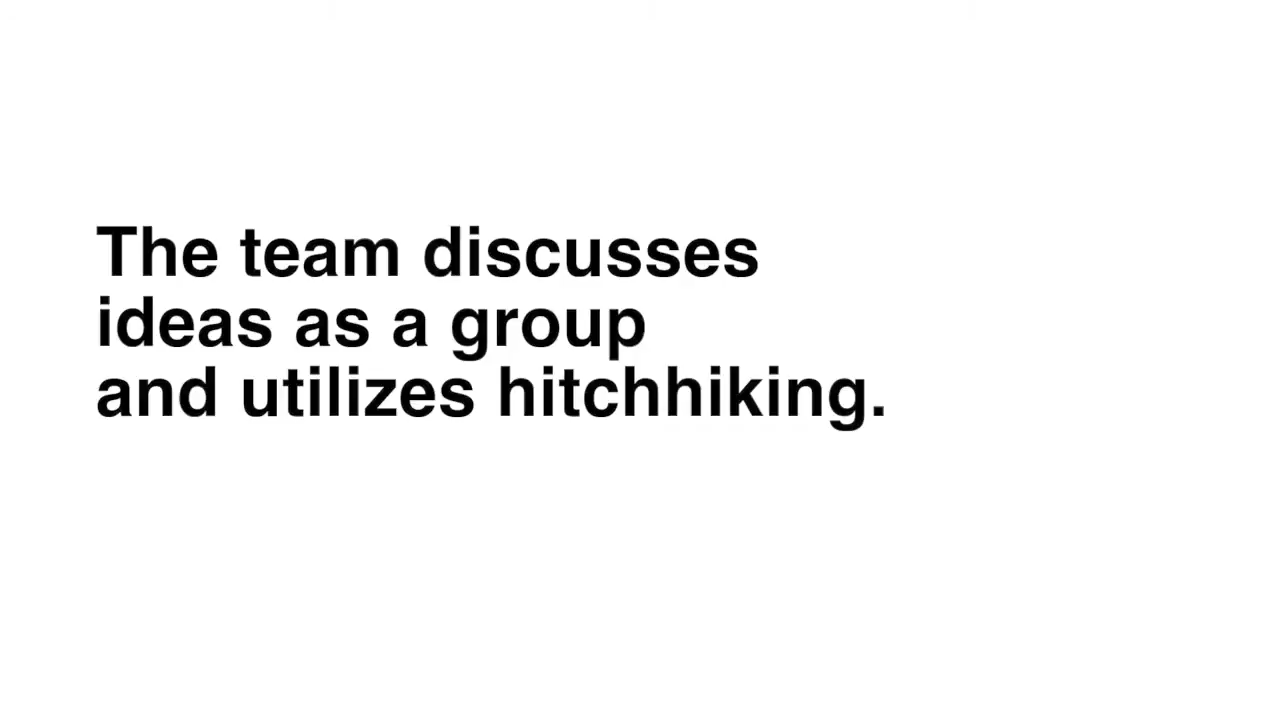 The team discusses
ideas as a group
and utilizes hitchhiking.